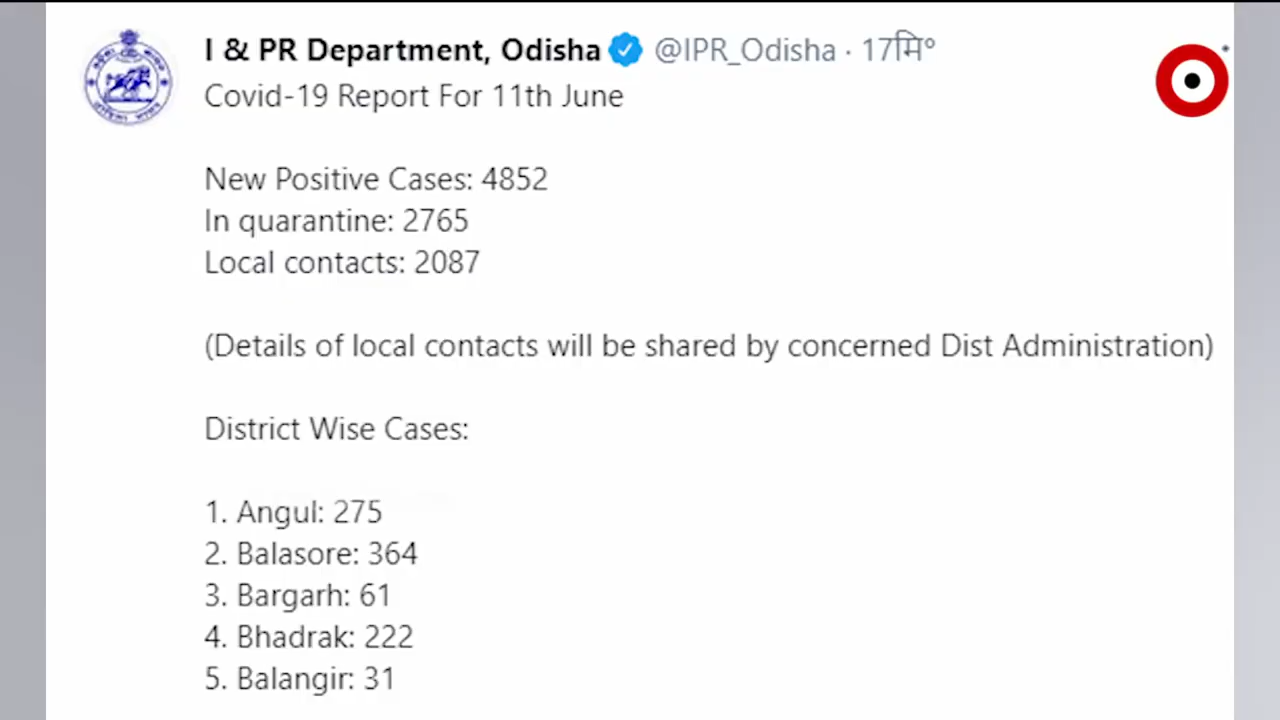 I & PR Department, Odisha @IPR_Odisha · 17मि°
Covid-19 Report For 11th June
New Positive Cases: 4852
In quarantine: 2765
Local contacts: 2087
(Details of local contacts will be shared by concerned Dist Administration)
District Wise Cases:
1. Angul: 275
2. Balasore: 364
3. Bargarh: 61
4. Bhadrak: 222
5. Balangir: 31